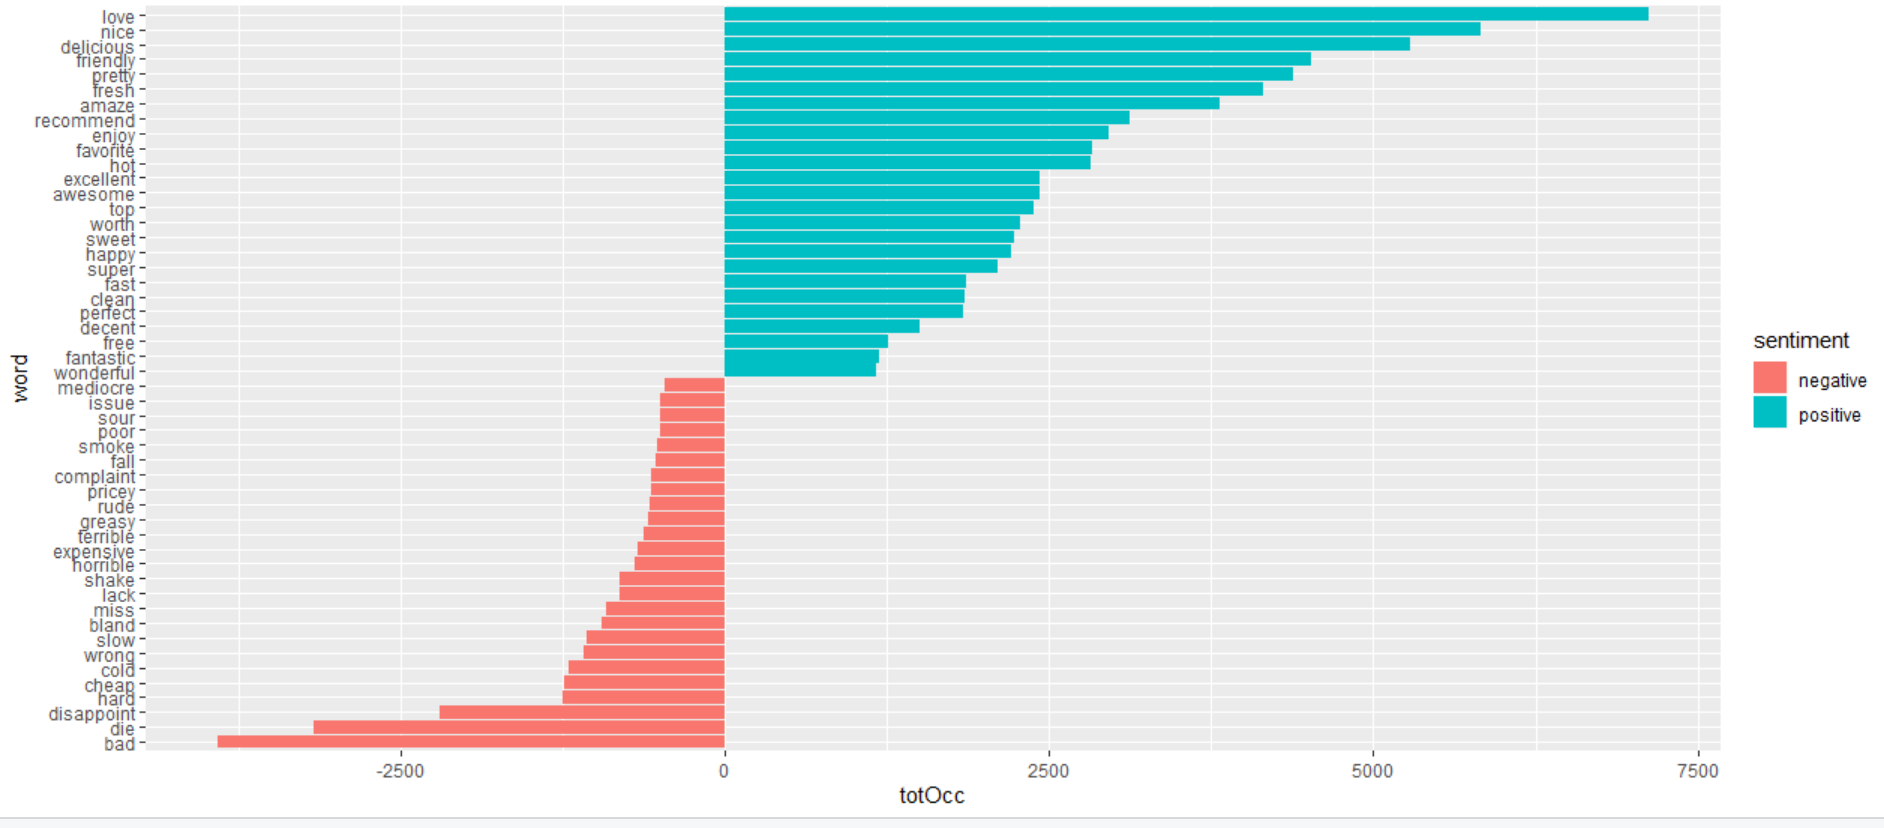 love
nice
delicious
friendly
pretty
fresh
amaze
recommend
enjoy
favorite
hot
excellent
awesome
top
worth
sweet
happy
super
fast
clean
perfect
decent
free
fantastic
wonderful
mediocre
issue
sour
poor
smoke
fall
complaint
pricey
rude
greasy
terrible
expensive
horrible
shake
lack
miss
bland
slow
wrong
cold
cheap
hard
disappoint
die
bad
word
-2500 0 2500 5000 7500
totOcc
sentiment
negative
positive